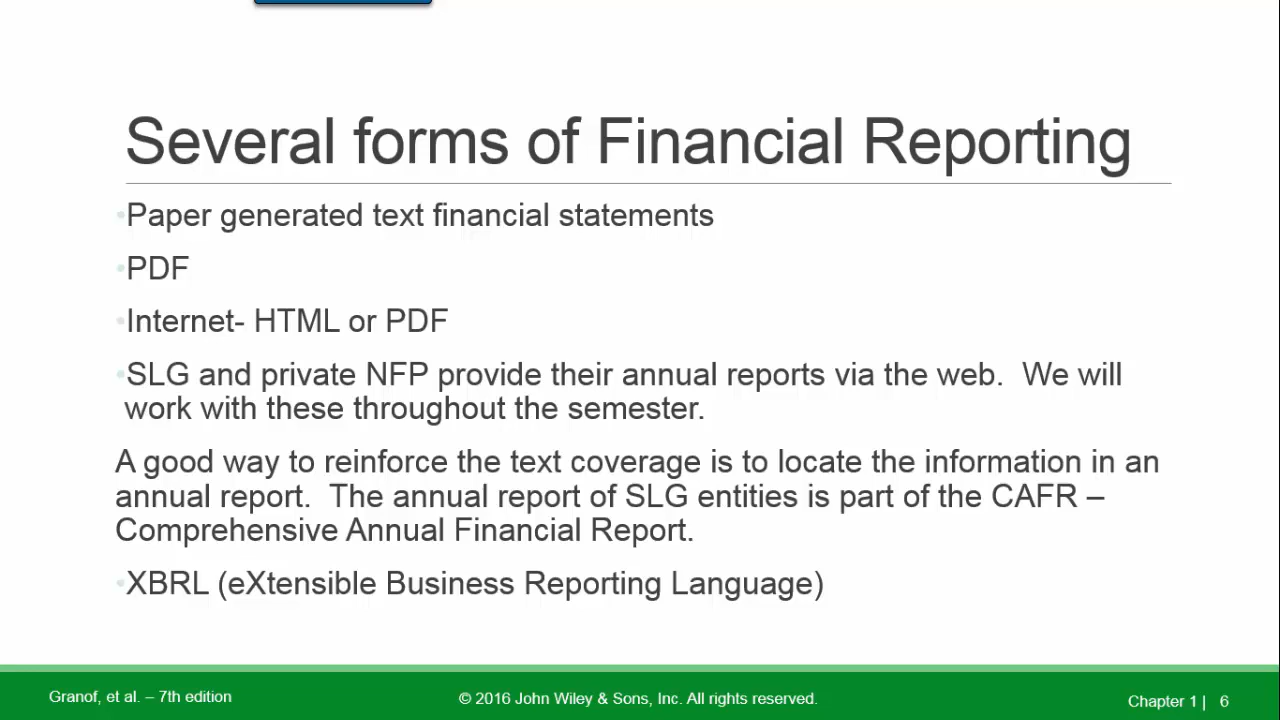 Several forms of Financial Reporting
•Paper generated text financial statements
•PDF
•Internet- HTML or PDF
•SLG and private NFP provide their annual reports via the web.  We will
work with these throughout the semester.
A good way to reinforce the text coverage is to locate the information in an
annual report.  The annual report of SLG entities is part of the CAFR –
Comprehensive Annual Financial Report.
•XBRL (eXtensible Business Reporting Language)
Granof, et al. – 7th edition
© 2016 John Wiley & Sons, Inc. All rights reserved.
Chapter 1 | 6